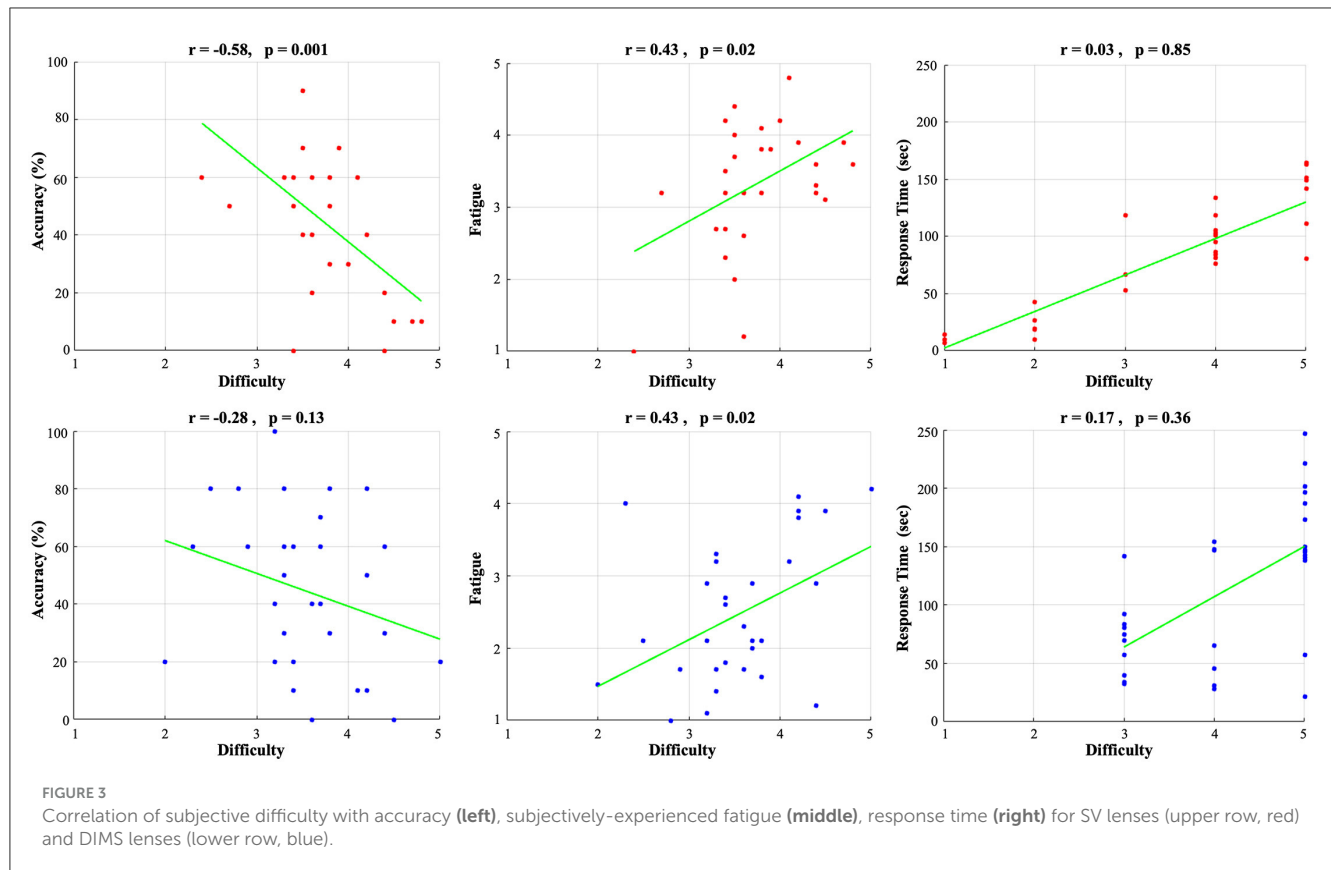 r = -0.58,   p = 0.001
100
80
60
40
20
0
Accuracy (%)
1 2 3 4 5
Difficulty
r = 0.43 ,   p = 0.02
5
4
3
2
1
Fatigue
1 2 3 4 5
Difficulty
r = 0.03 ,   p = 0.85
250
200
150
100
50
0
Response Time (sec)
1 2 3 4 5
Difficulty
r = -0.28 ,   p = 0.13
100
80
60
40
20
0
Accuracy (%)
1 2 3 4 5
Difficulty
r = 0.43 ,   p = 0.02
5
4
3
2
1
Fatigue
1 2 3 4 5
Difficulty
r = 0.17 ,   p = 0.36
250
200
150
100
50
0
Response Time (sec)
1 2 3 4 5
Difficulty
FIGURE 3
Correlation of subjective difficulty with accuracy (left), subjectively-experienced fatigue (middle), response time (right) for SV lenses (upper row, red)
and DIMS lenses (lower row, blue).